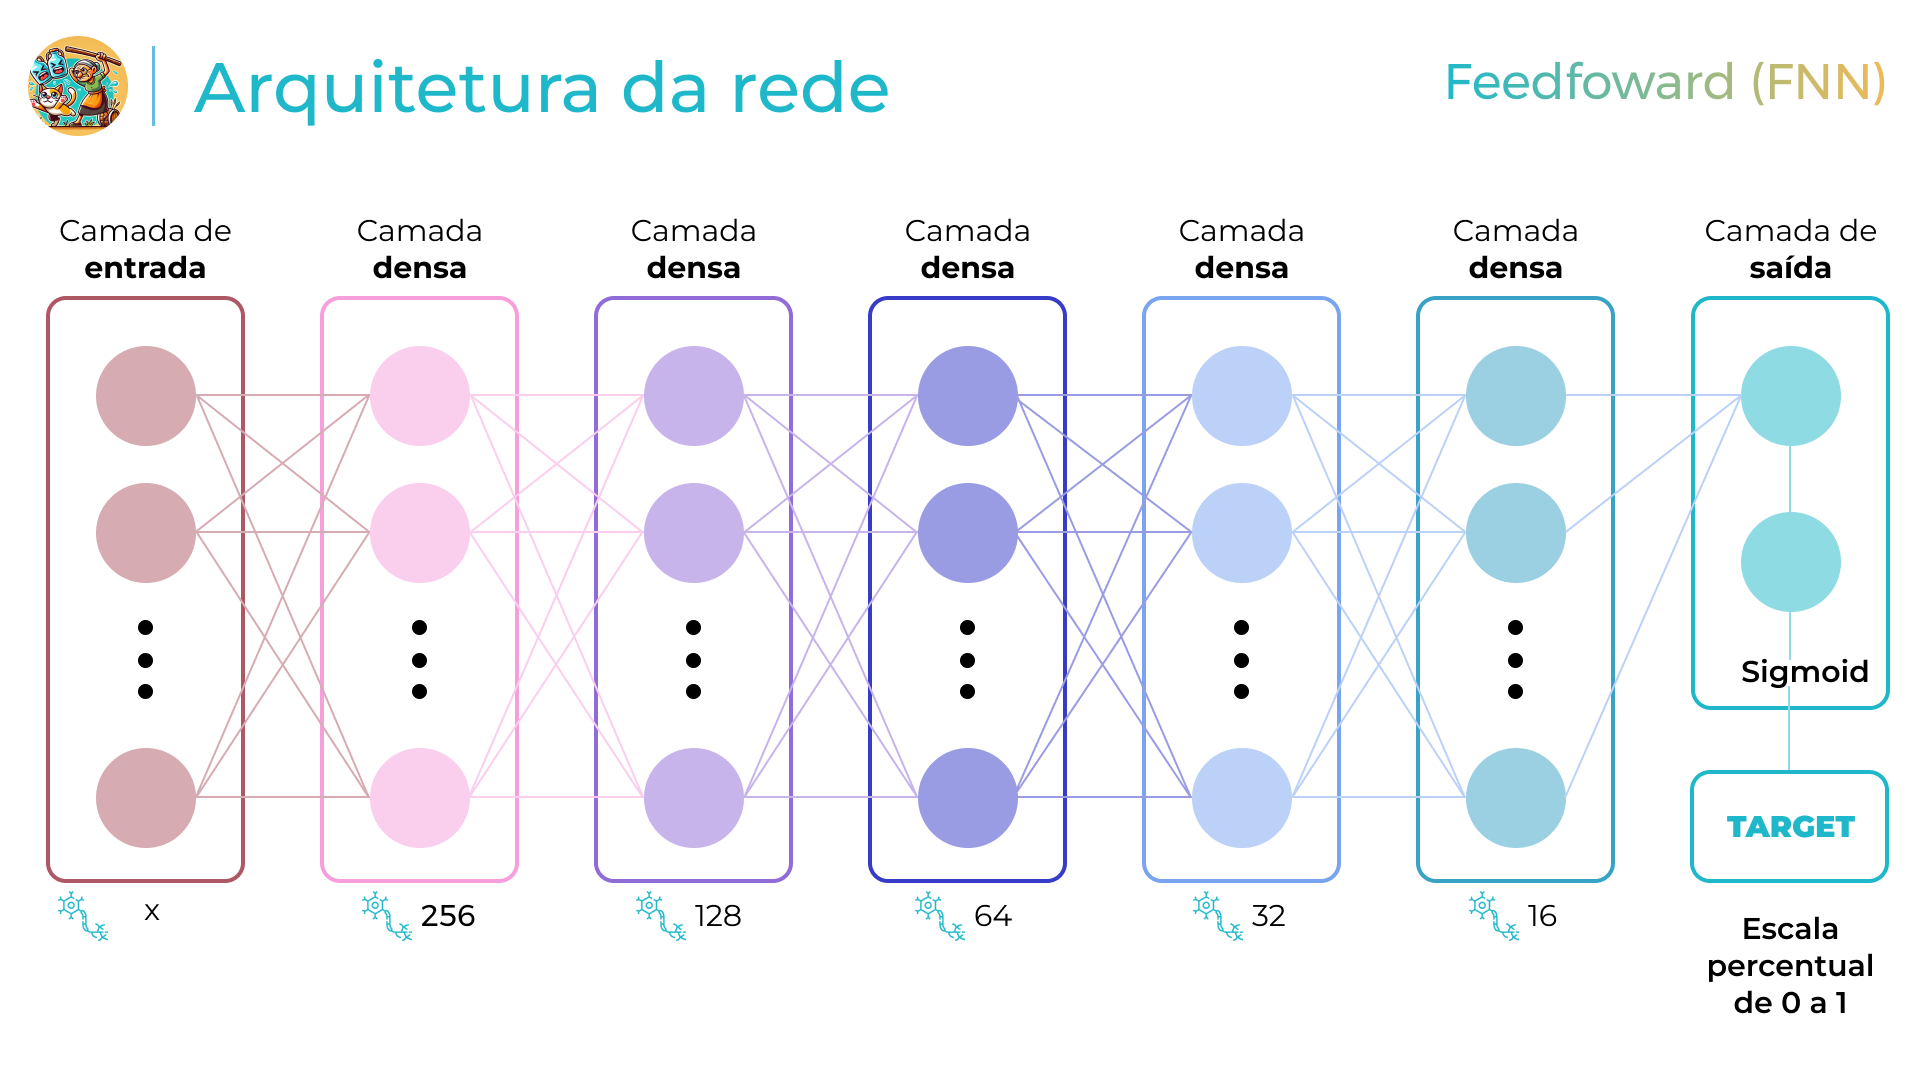 Arquitetura da rede
Feedfoward (FNN)
Camada de
entrada
Camada
densa
Camada
densa
Camada
densa
Camada
densa
Camada
densa
Camada de
saída
Sigmoid
TARGET
x
256
128
64
32
16
Escala
percentual
de 0 a 1